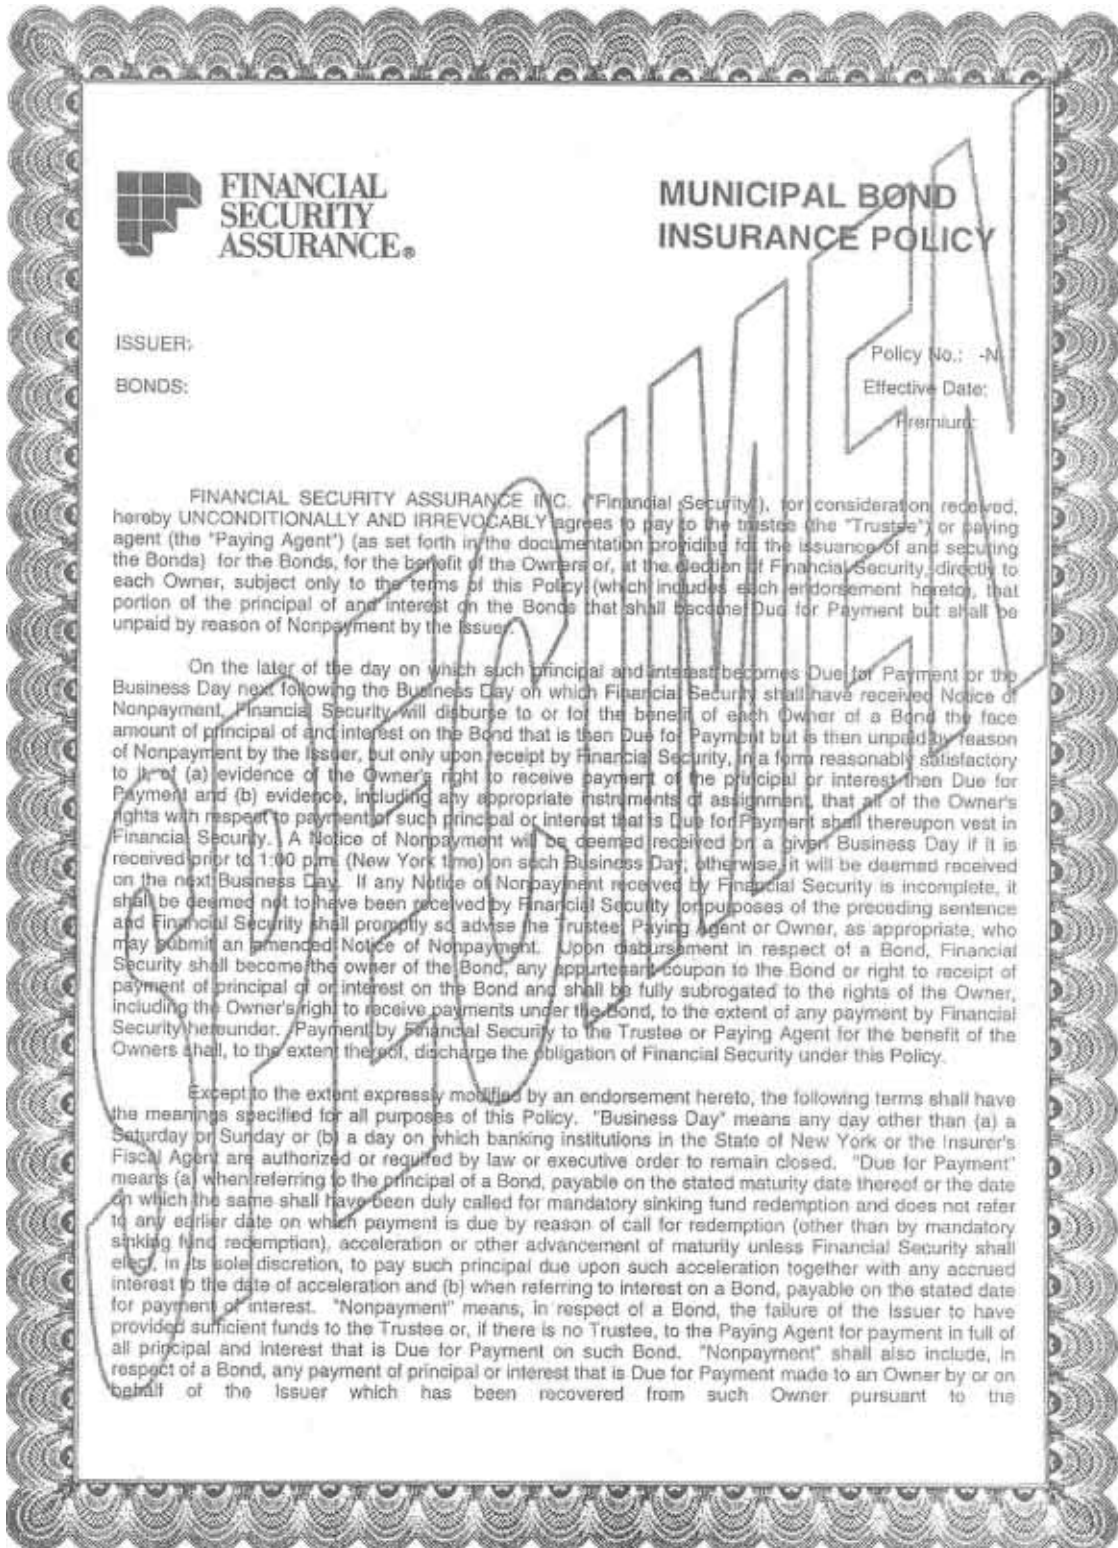 FINANCIAL
SECURITY
ASSURANCE®
MUNICIPAL BOND
INSURANCE POLICY
ISSUER:
BONDS:
Policy No.: -N
Effective Date:
Premium:
FINANCIAL SECURITY ASSURANCE INC. ("Financial Security"), for consideration received,
hereby UNCONDITIONALLY AND IRREVOCABLY agrees to pay to the trustee (the "Trustee") or paying
agent (the "Paying Agent") (as set forth in the documentation providing for the issuance of and securing
the Bonds) for the Bonds, for the benefit of the Owners or, at the election of Financial Security, directly to
each Owner, subject only to the terms of this Policy (which includes each endorsement hereto), that
portion of the principal of and interest on the Bonds that shall become Due for Payment but shall be
unpaid by reason of Nonpayment by the Issuer.
On the later of the day on which such principal and interest becomes Due for Payment or the
Business Day next following the Business Day on which Financial Security shall have received Notice of
Nonpayment, Financial Security will disburse to or for the benefit of each Owner of a Bond the face
amount of principal of and interest on the Bond that is then Due for Payment but is then unpaid by reason
of Nonpayment by the Issuer, but only upon receipt by Financial Security, in a form reasonably satisfactory
to it, of (a) evidence of the Owner's right to receive payment of the principal or interest then Due for
Payment and (b) evidence, including any appropriate instruments of assignment, that all of the Owner's
rights with respect to payment of such principal or interest that is Due for Payment shall thereupon vest in
Financial Security. A Notice of Nonpayment will be deemed received on a given Business Day if it is
received prior to 1:00 p.m. (New York time) on such Business Day; otherwise, it will be deemed received
on the next Business Day. If any Notice of Nonpayment received by Financial Security is incomplete, it
shall be deemed not to have been received by Financial Security for purposes of the preceding sentence
and Financial Security shall promptly so advise the Trustee, Paying Agent or Owner, as appropriate, who
may submit an amended Notice of Nonpayment. Upon disbursement in respect of a Bond, Financial
Security shall become the owner of the Bond, any appurtenant coupon to the Bond or right to receipt of
payment of principal of or interest on the Bond and shall be fully subrogated to the rights of the Owner,
including the Owner's right to receive payments under the Bond, to the extent of any payment by Financial
Security hereunder. Payment by Financial Security to the Trustee or Paying Agent for the benefit of the
Owners shall, to the extent thereof, discharge the obligation of Financial Security under this Policy.
Except to the extent expressly modified by an endorsement hereto, the following terms shall have
the meanings specified for all purposes of this Policy. "Business Day" means any day other than (a) a
Saturday or Sunday or (b) a day on which banking institutions in the State of New York or the Insurer's
Fiscal Agent are authorized or required by law or executive order to remain closed. "Due for Payment"
means (a) when referring to the principal of a Bond, payable on the stated maturity date thereof or the date
on which the same shall have been duly called for mandatory sinking fund redemption and does not refer
to any earlier date on which payment is due by reason of call for redemption (other than by mandatory
sinking fund redemption), acceleration or other advancement of maturity unless Financial Security shall
elect, in its sole discretion, to pay such principal due upon such acceleration together with any accrued
interest to the date of acceleration and (b) when referring to interest on a Bond, payable on the stated date
for payment of interest. "Nonpayment" means, in respect of a Bond, the failure of the Issuer to have
provided sufficient funds to the Trustee or, if there is no Trustee, to the Paying Agent for payment in full of
all principal and interest that is Due for Payment on such Bond. "Nonpayment" shall also include, in
respect of a Bond, any payment of principal or interest that is Due for Payment made to an Owner by or on
behalf of the Issuer which has been recovered from such Owner pursuant to the
SPECIMEN